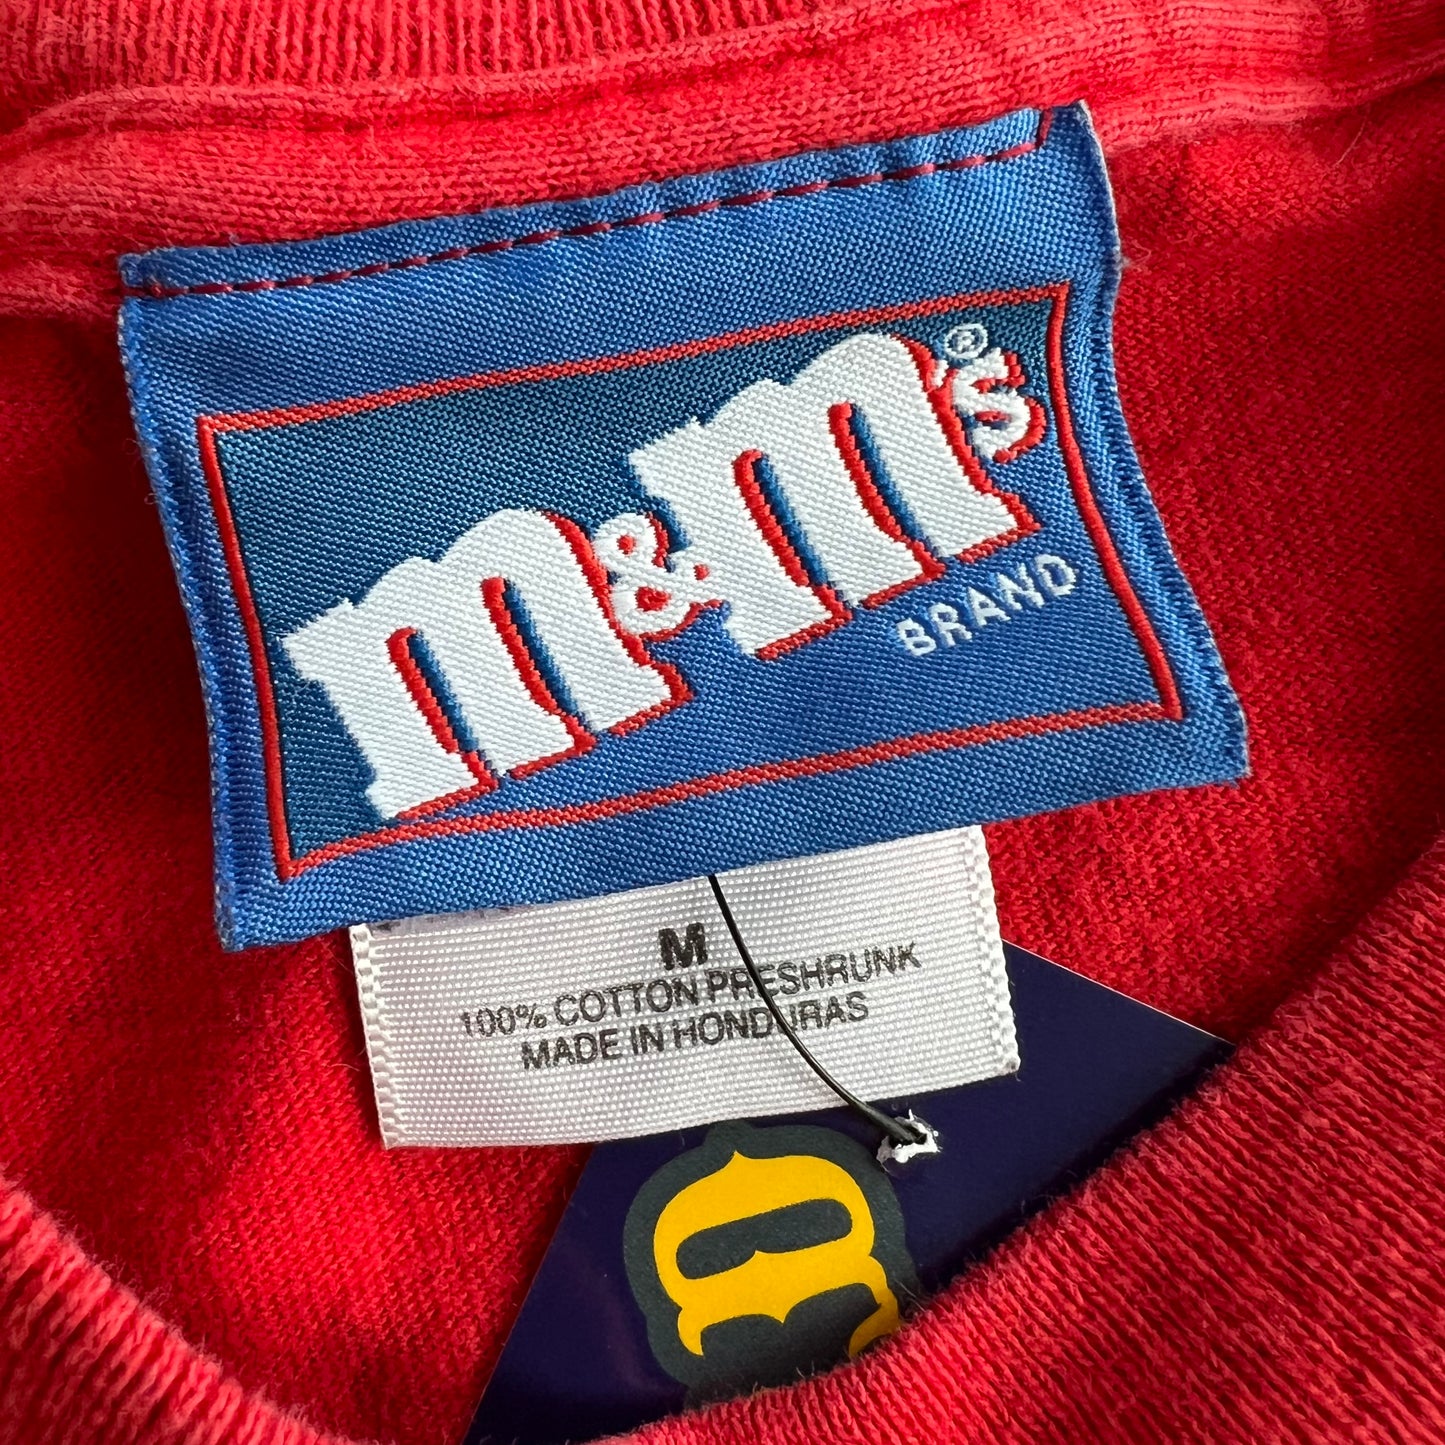 m&m's®
BRAND
M
100% COTTON PRESHRUNK
MADE IN HONDURAS